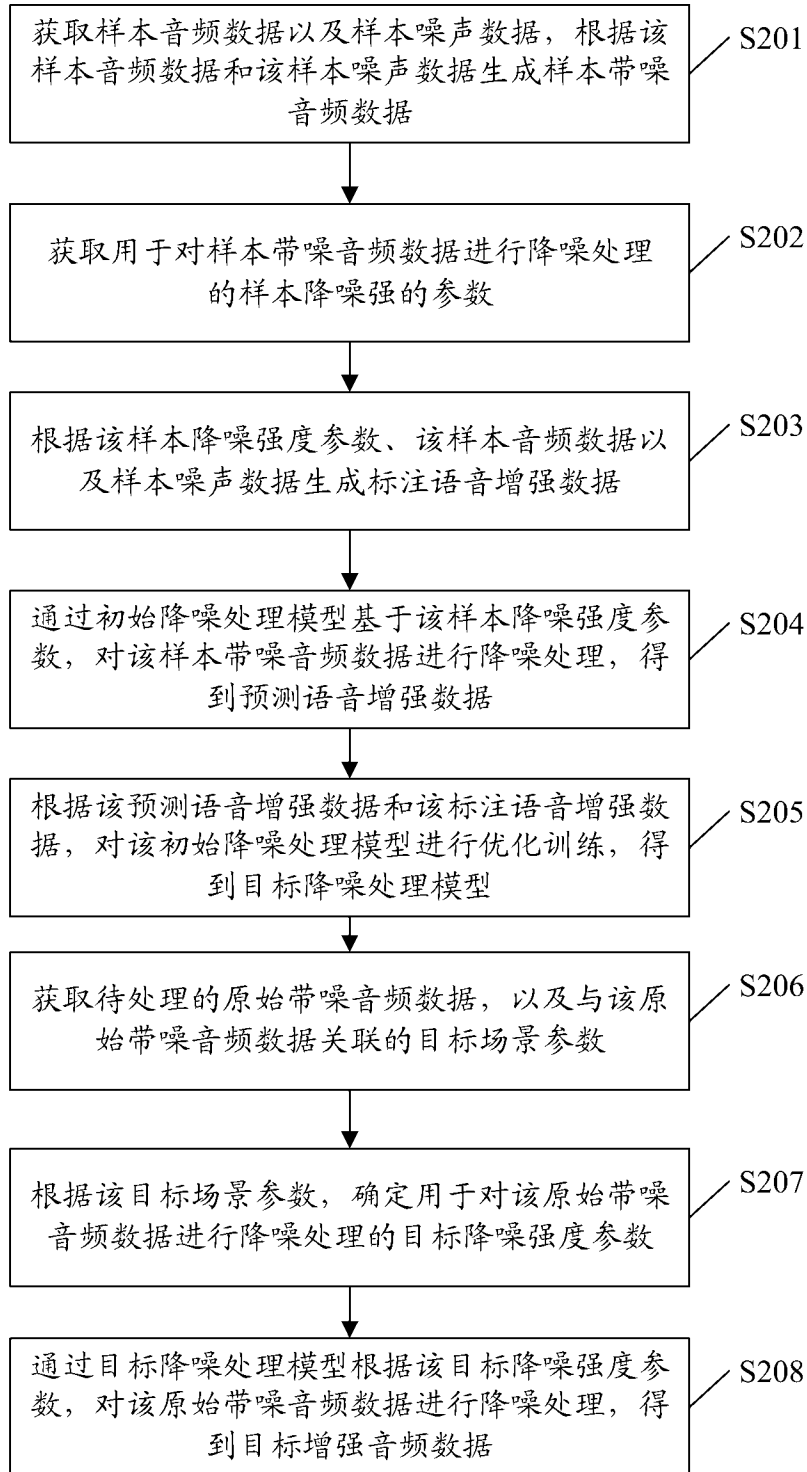 获取样本音频数据以及样本噪声数据，根据该
样本音频数据和该样本噪声数据生成样本带噪
音频数据
S201
获取用于对样本带噪音频数据进行降噪处理
的样本降噪强的参数
S202
根据该样本降噪强度参数、该样本音频数据以
及样本噪声数据生成标注语音增强数据
S203
通过初始降噪处理模型基于该样本降噪强度参
数，对该样本带噪音频数据进行降噪处理，得
到预测语音增强数据
S204
根据该预测语音增强数据和该标注语音增强数
据，对该初始降噪处理模型进行优化训练，得
到目标降噪处理模型
S205
获取待处理的原始带噪音频数据，以及与该原
始带噪音频数据关联的目标场景参数
S206
根据该目标场景参数，确定用于对该原始带噪
音频数据进行降噪处理的目标降噪强度参数
S207
通过目标降噪处理模型根据该目标降噪强度参
数，对该原始带噪音频数据进行降噪处理，得
到目标增强音频数据
S208